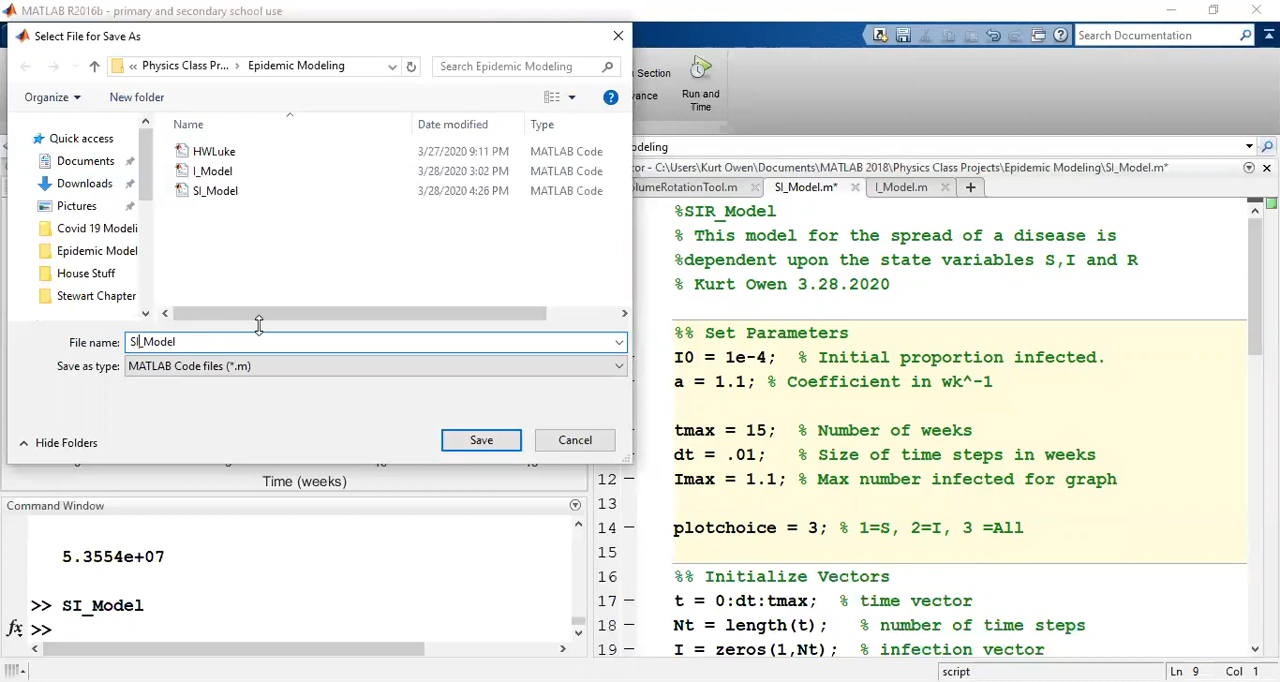 MATLAB R2016b - primary and secondary school use
Select File for Save As
Search Documentation
« Physics Class Pr... › Epidemic Modeling
Search Epidemic Modeling
Organize
New folder
Section
vance
Run and
Time
Name
Date modified
Type
Quick access
Documents
Downloads
Pictures
Covid 19 Modeli
Epidemic Model
House Stuff
Stewart Chapter
HWLuke 3/27/2020 9:11 PM MATLAB Code
I_Model 3/28/2020 3:02 PM MATLAB Code
SI_Model 3/28/2020 4:26 PM MATLAB Code
File name: SI_Model
Save as type: MATLAB Code files (*.m)
Hide Folders
Save
Cancel
odeling
tor - C:\Users\Kurt Owen\Documents\MATLAB 2018\Physics Class Projects\Epidemic Modeling\SI_Model.m*
olumeRotationTool.m
SI_Model.m*
I_Model.m
%SIR_Model
% This model for the spread of a disease is
%dependent upon the state variables S,I and R
% Kurt Owen 3.28.2020
%% Set Parameters
I0 = 1e-4; % Initial proportion infected.
a = 1.1; % Coefficient in wk^-1
tmax = 15; % Number of weeks
dt = .01; % Size of time steps in weeks
12 Imax = 1.1; % Max number infected for graph
13
14 plotchoice = 3; % 1=S, 2=I, 3 =All
15
16 %% Initialize Vectors
17 t = 0:dt:tmax; % time vector
18 Nt = length(t); % number of time steps
19 I = zeros(1,Nt); % infection vector
Time (weeks)
Command Window
5.3554e+07
>> SI_Model
fx >>
script
Ln 9 Col 1